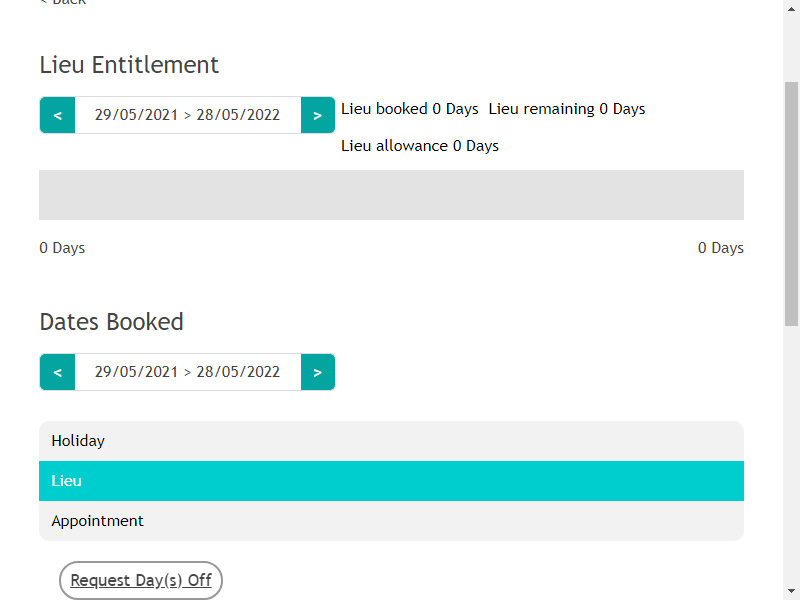 < Back
Lieu Entitlement
< 29/05/2021 > 28/05/2022 > Lieu booked 0 Days Lieu remaining 0 Days
Lieu allowance 0 Days
0 Days 0 Days
Dates Booked
< 29/05/2021 > 28/05/2022 >
Holiday
Lieu
Appointment
Request Day(s) Off